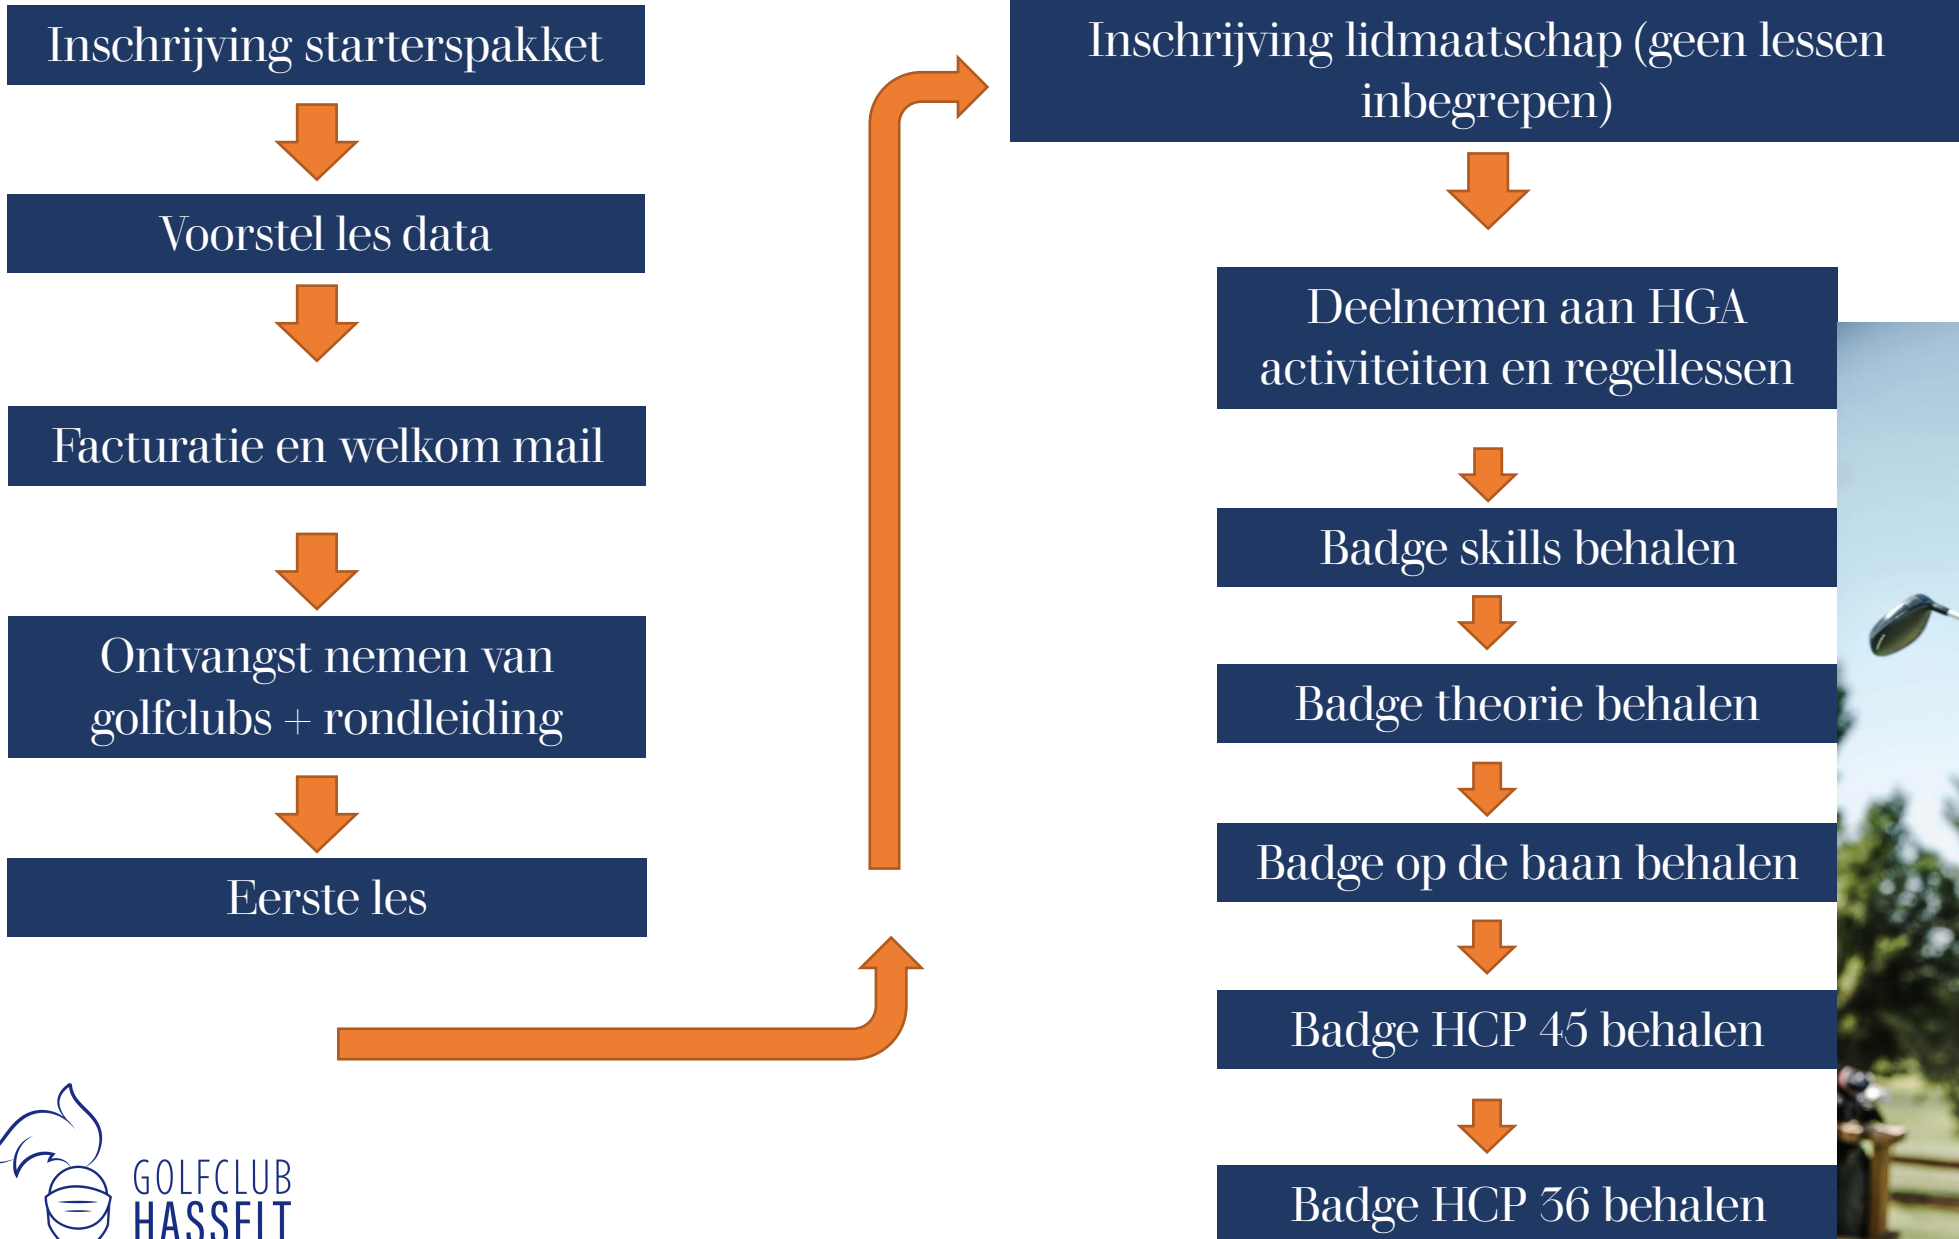 Inschrijving starterspakket
Voorstel les data
Facturatie en welkom mail
Ontvangst nemen van
golfclubs + rondleiding
Eerste les
Inschrijving lidmaatschap (geen lessen
inbegrepen)
Deelnemen aan HGA
activiteiten en regellessen
Badge skills behalen
Badge theorie behalen
Badge op de baan behalen
Badge HCP 45 behalen
Badge HCP 36 behalen
GOLFCLUB
HASSELT